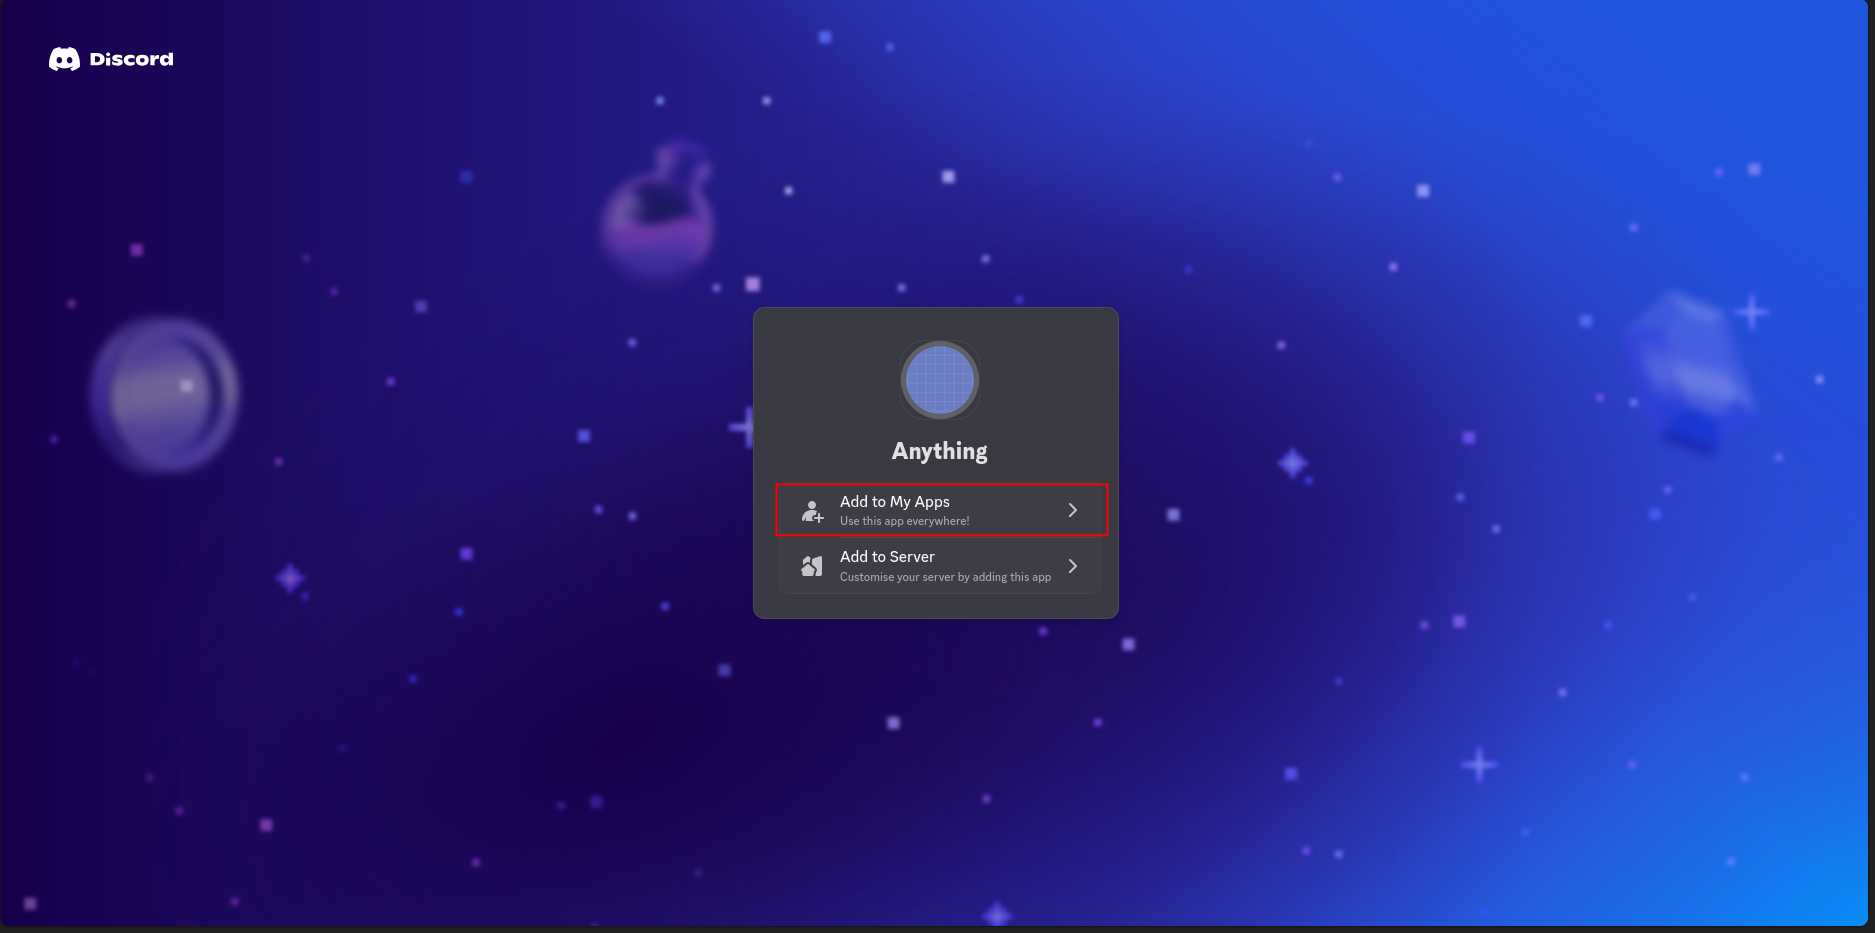 Discord
Anything
Add to My Apps
Use this app everywhere!
Add to Server
Customise your server by adding this app